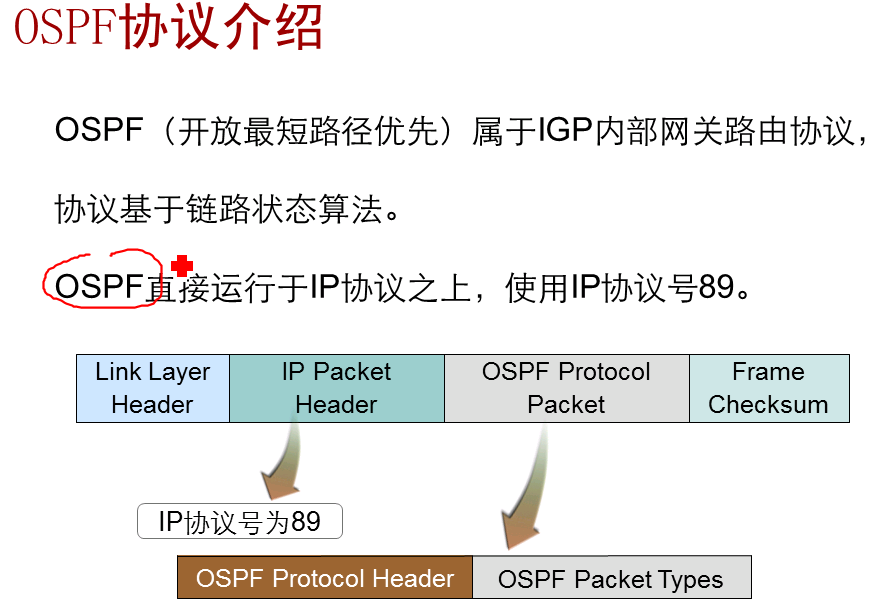 OSPF协议介绍
OSPF（开放最短路径优先）属于IGP内部网关路由协议，
协议基于链路状态算法。
OSPF直接运行于IP协议之上，使用IP协议号89。
Link Layer Header
IP Packet Header
OSPF Protocol Packet
Frame Checksum
IP协议号为89
OSPF Protocol Header
OSPF Packet Types